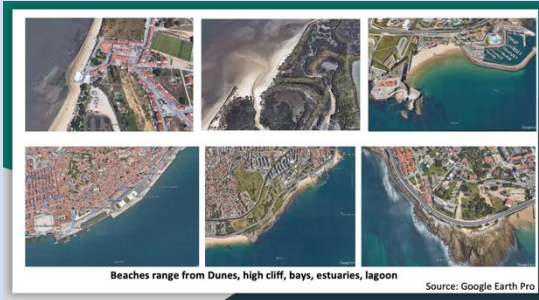 Beaches range from Dunes, high cliff, bays, estuaries, lagoon
Source: Google Earth Pro